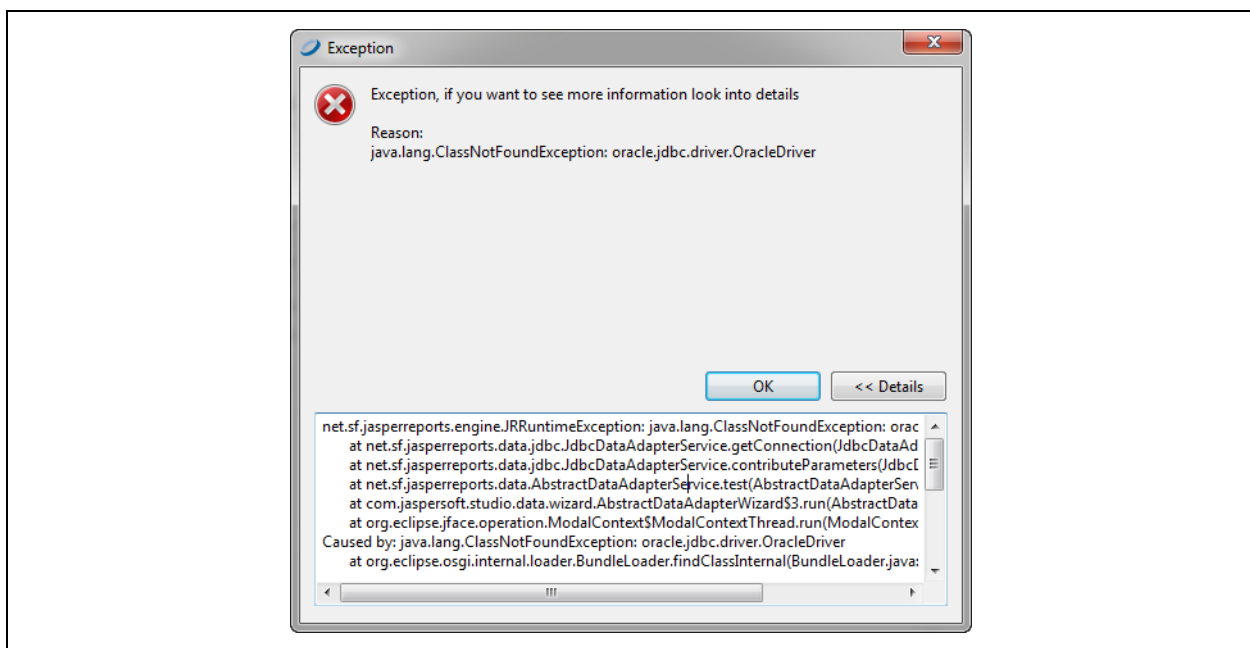 Exception
Exception, if you want to see more information look into details
Reason:
java.lang.ClassNotFoundException: oracle.jdbc.driver.OracleDriver
OK
<< Details
net.sf.jasperreports.engine.JRRuntimeException: java.lang.ClassNotFoundException: orac
at net.sf.jasperreports.data.jdbc.JdbcDataAdapterService.getConnection(JdbcDataAd
at net.sf.jasperreports.data.jdbc.JdbcDataAdapterService.contributeParameters(JdbcD
at net.sf.jasperreports.data.AbstractDataAdapterService.test(AbstractDataAdapterServ
at com.jaspersoft.studio.data.wizard.AbstractDataAdapterWizard$3.run(AbstractData
at org.eclipse.jface.operation.ModalContext$ModalContextThread.run(ModalContex
Caused by: java.lang.ClassNotFoundException: oracle.jdbc.driver.OracleDriver
at org.eclipse.osgi.internal.loader.BundleLoader.findClassInternal(BundleLoader.java: